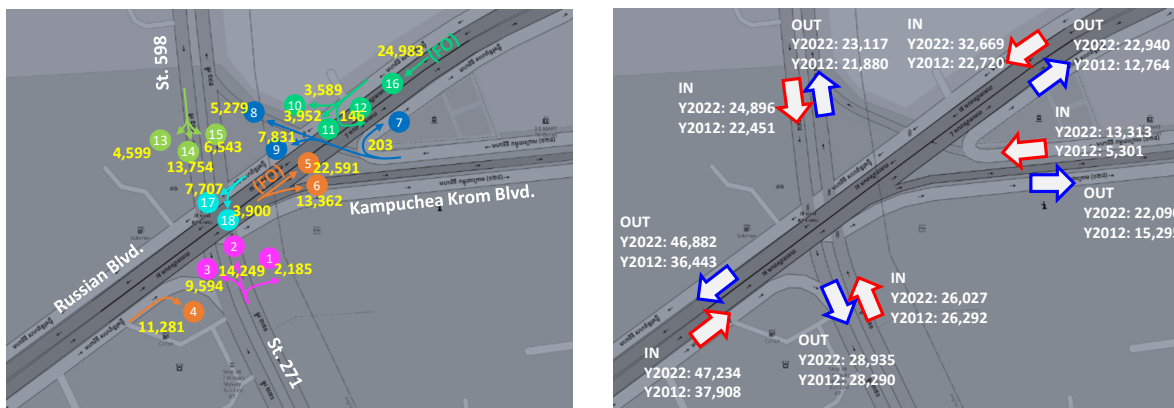 St. 598
24,983
(FO)
16
3,589
10
12
5,279
8
3,952
146
11
7
13
15
7,831
9
203
4,599
14
6,543
5
22,591
13,754
(FO)
6
7,707
13,362
17
3,900
Kampuchea Krom Blvd.
18
2
1
3
14,249
2,185
9,594
Russian Blvd.
4
11,281
St. 271
OUT
Y2022: 23,117
Y2012: 21,880
IN
Y2022: 32,669
Y2012: 22,720
OUT
Y2022: 22,940
Y2012: 12,764
IN
Y2022: 24,896
Y2012: 22,451
IN
Y2022: 13,313
Y2012: 5,301
OUT
Y2022: 22,09
Y2012: 15,295
OUT
Y2022: 46,882
Y2012: 36,443
IN
Y2022: 26,027
Y2012: 26,292
IN
Y2022: 47,234
Y2012: 37,908
OUT
Y2022: 28,935
Y2012: 28,290